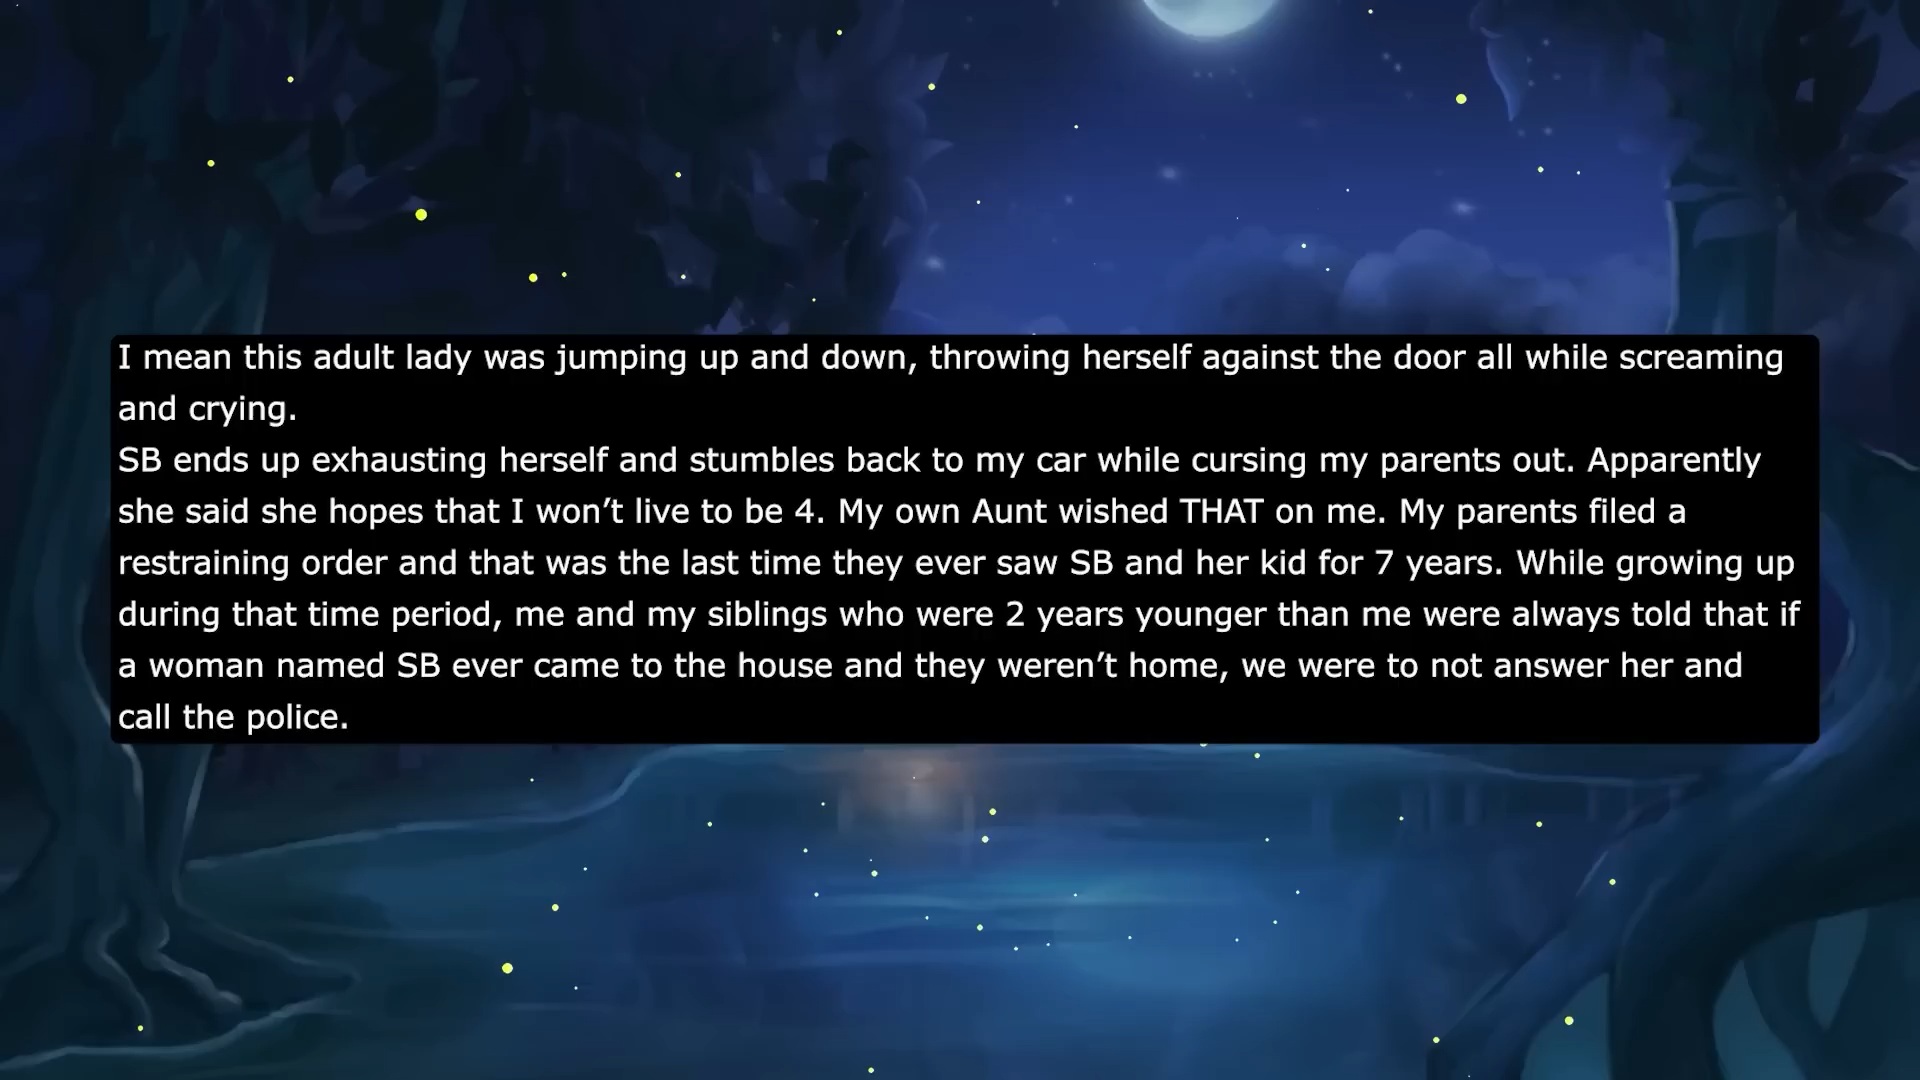 I mean this adult lady was jumping up and down, throwing herself against the door all while screaming
and crying.
SB ends up exhausting herself and stumbles back to my car while cursing my parents out. Apparently
she said she hopes that I won’t live to be 4. My own Aunt wished THAT on me. My parents filed a
restraining order and that was the last time they ever saw SB and her kid for 7 years. While growing up
during that time period, me and my siblings who were 2 years younger than me were always told that if
a woman named SB ever came to the house and they weren’t home, we were to not answer her and
call the police.